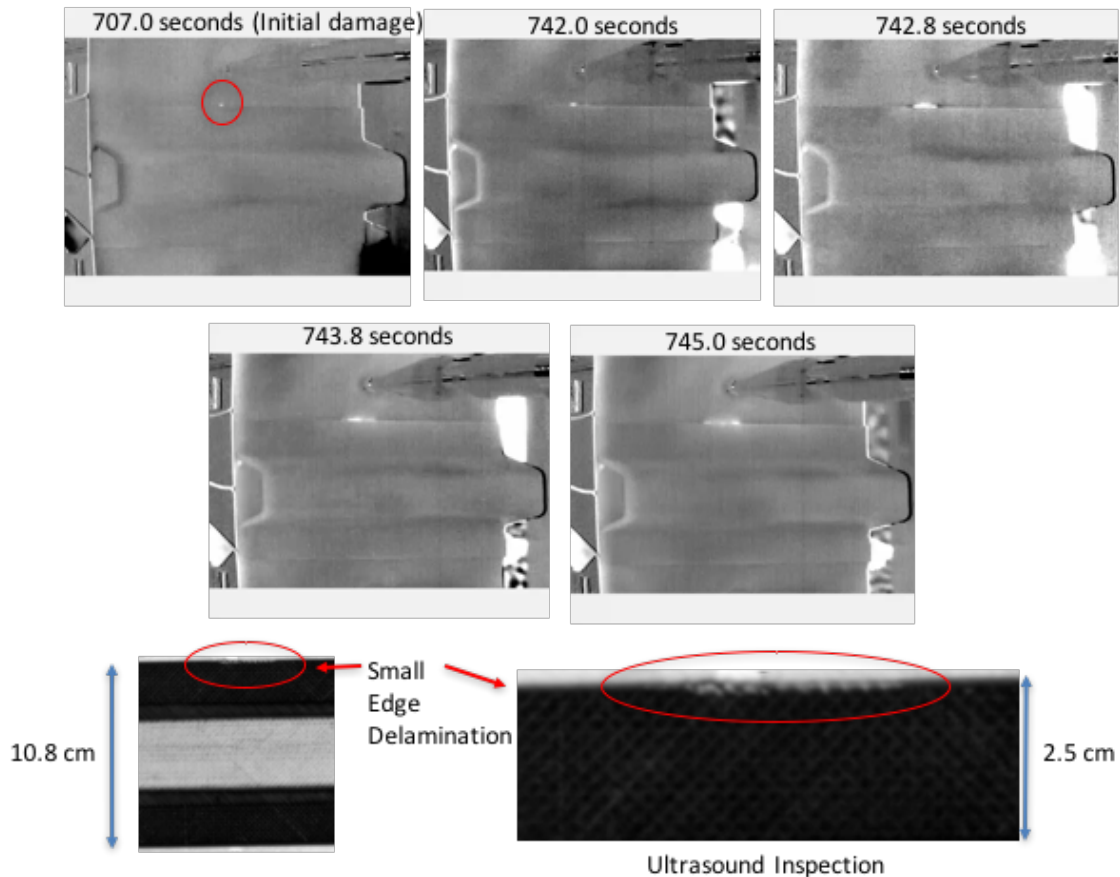 707.0 seconds (Initial damage)
742.0 seconds
742.8 seconds
743.8 seconds
745.0 seconds
10.8 cm
Small
Edge
Delamination
2.5 cm
Ultrasound Inspection